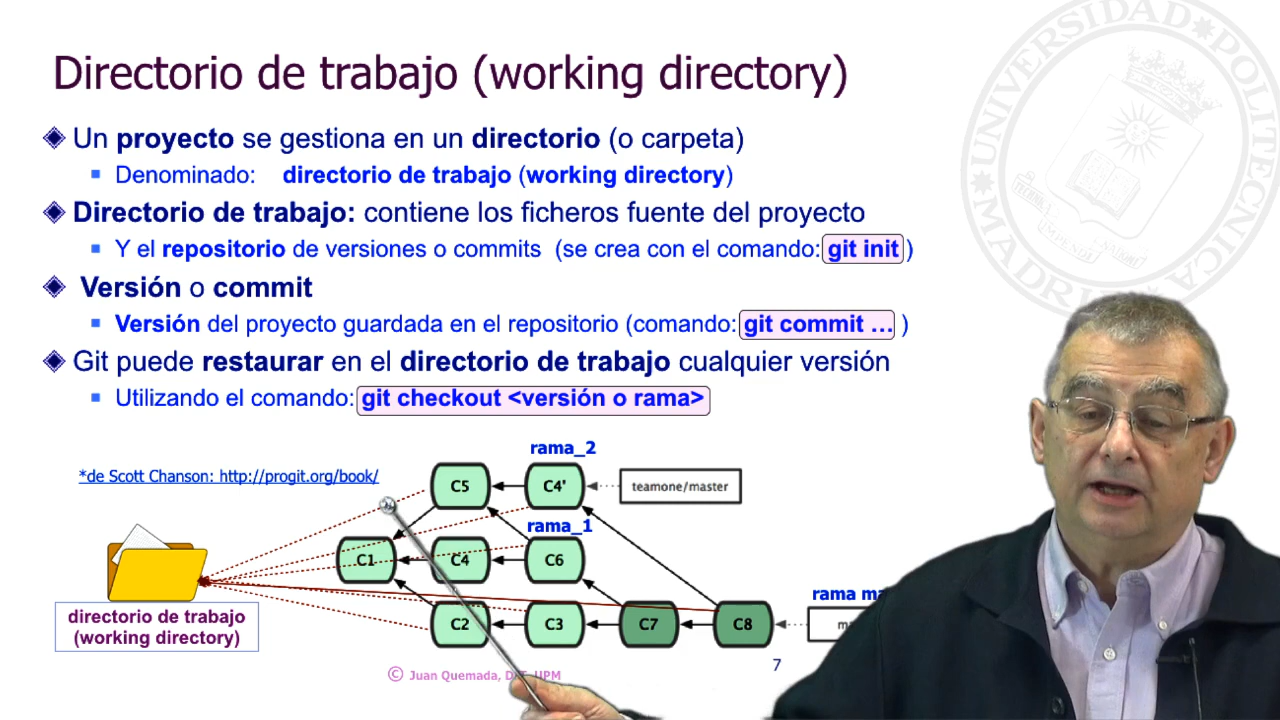 Directorio de trabajo (working directory)
Un proyecto se gestiona en un directorio (o carpeta)
Denominado: directorio de trabajo (working directory)
Directorio de trabajo: contiene los ficheros fuente del proyecto
Y el repositorio de versiones o commits (se crea con el comando: git init )
Versión o commit
Versión del proyecto guardada en el repositorio (comando: git commit ... )
Git puede restaurar en el directorio de trabajo cualquier versión
Utilizando el comando: git checkout <versión o rama>
rama_2
*de Scott Chanson: http://progit.org/book/
C5
C4'
teamone/master
rama_1
C1
C4
C6
rama
directorio de trabajo
(working directory)
C2
C3
C7
C8
7
© Juan Quemada, UPM
UNIVERSIDAD POLITECNICA
MADRID